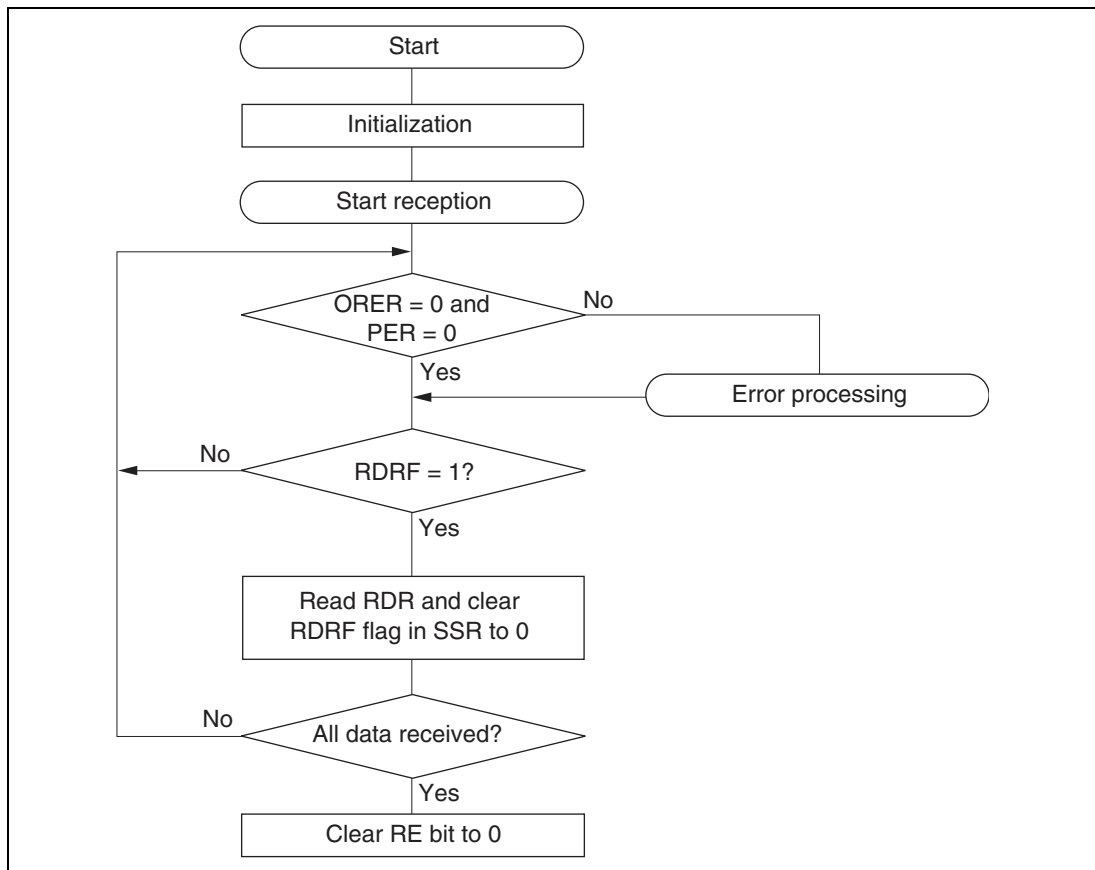 Start
Initialization
Start reception
ORER = 0 and
PER = 0
No
Yes
Error processing
No
RDRF = 1?
Yes
Read RDR and clear
RDRF flag in SSR to 0
No
All data received?
Yes
Clear RE bit to 0